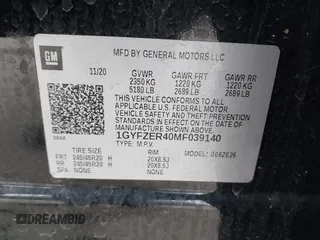 GM
MFD BY GENERAL MOTORS LLC
11/20 GVWR GAWR FRT GAWR RR
2350 KG 1220 KG 1220 KG
5180 LB 2689 LB 2689 LB
THIS VEHICLE CONFORMS TO ALL
APPLICABLE U.S. FEDERAL MOTOR
VEHICLE SAFETY, BUMPER, AND
THEFT PREVENTION STANDARDS IN
EFFECT ON THE DATE OF
MANUFACTURE SHOWN ABOVE.
1GYFZER40MF039140
TYPE: M.P.V.
TIRE SIZE RIM
FRT 245/45R20 H 20X8.5J
RR 245/45R20 H 20X8.5J
SPA NONE NONE
DREAMBID